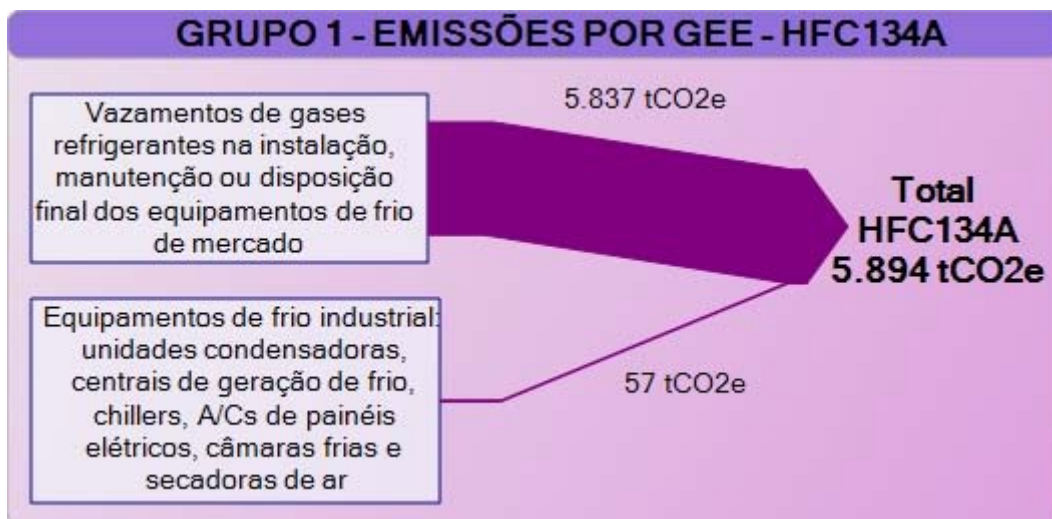 GRUPO 1 - EMISSÕES POR GEE - HFC134A
5.837 tCO2e
Vazamentos de gases
refrigerantes na instalação,
manutenção ou disposição
final dos equipamentos de frio
de mercado
Total
HFC134A
5.894 tCO2e
Equipamentos de frio industrial:
unidades condensadoras,
centrais de geração de frio,
chillers, A/Cs de painéis
elétricos, câmaras frias e
secadoras de ar
57 tCO2e